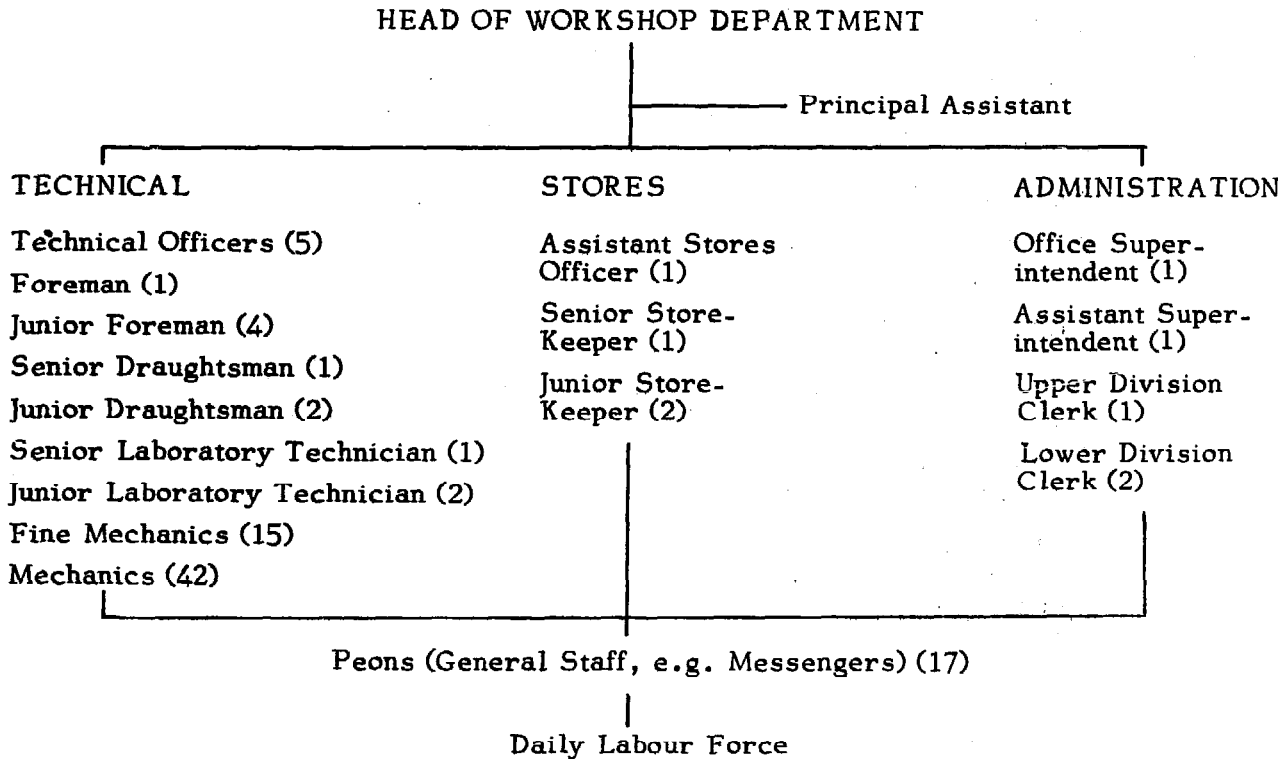 HEAD OF WORKSHOP DEPARTMENT
Principal Assistant
TECHNICAL
Technical Officers (5)
Foreman (1)
Junior Foreman (4)
Senior Draughtsman (1)
Junior Draughtsman (2)
Senior Laboratory Technician (1)
Junior Laboratory Technician (2)
Fine Mechanics (15)
Mechanics (42)
STORES
Assistant Stores
Officer (1)
Senior Store-
Keeper (1)
Junior Store-
Keeper (2)
ADMINISTRATION
Office Super-
intendent (1)
Assistant Super-
intendent (1)
Upper Division
Clerk (1)
Lower Division
Clerk (2)
Peons (General Staff, e.g. Messengers) (17)
Daily Labour Force